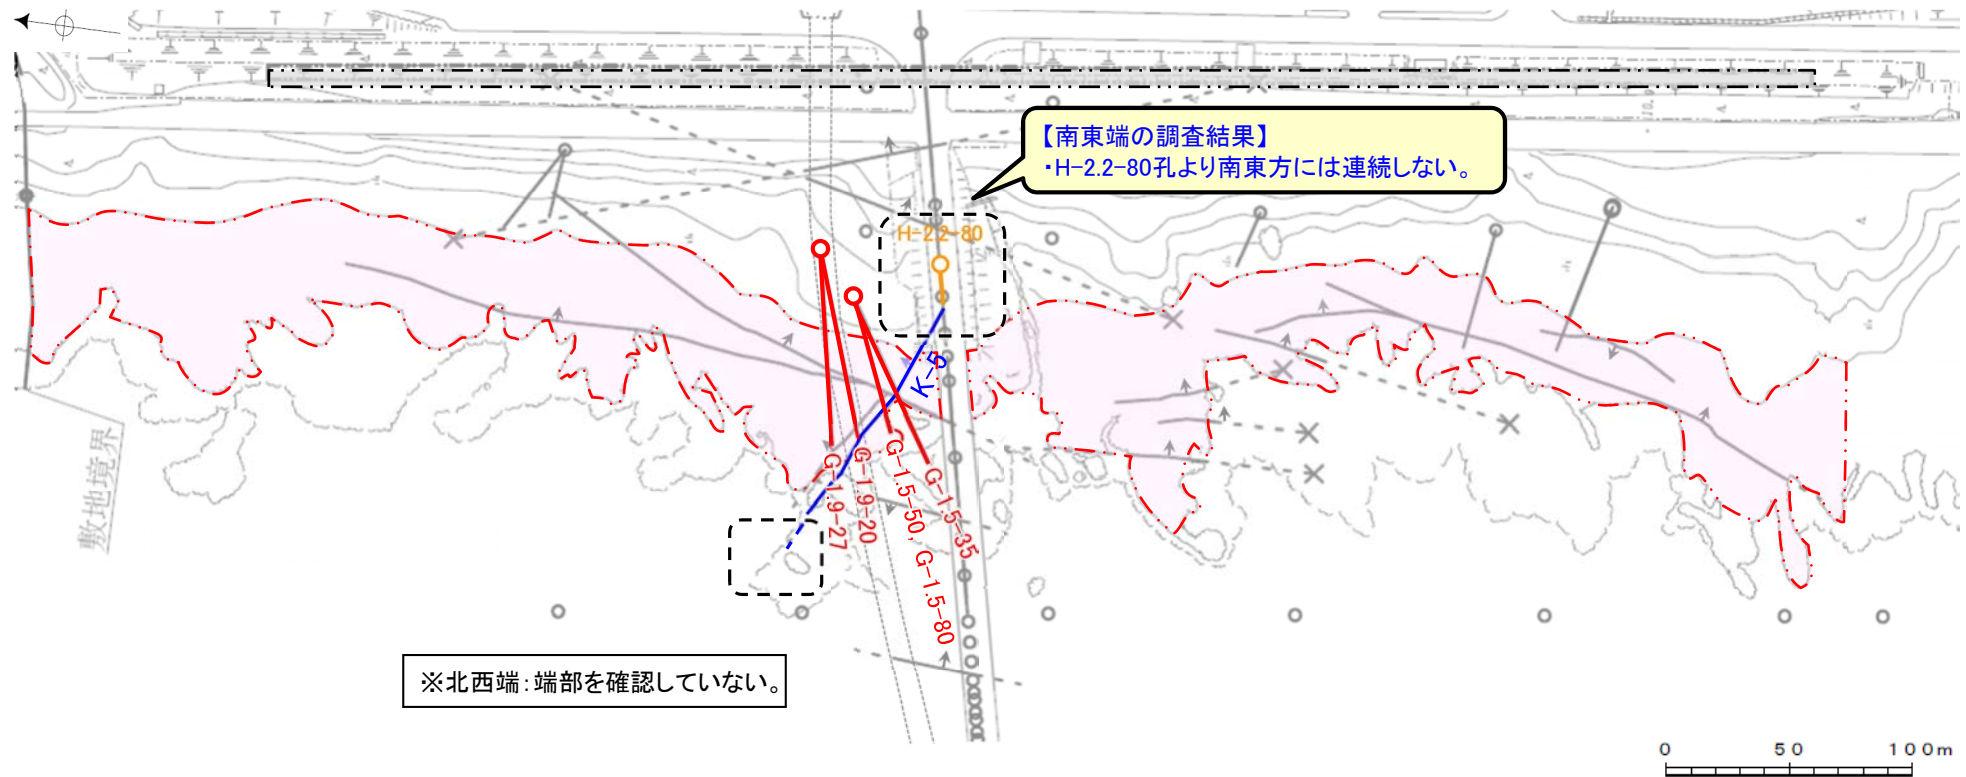 【南東端の調査結果】
・H-2.2-80孔より南東方には連続しない。
H-2.2-80
K-5
G-1.9-27
G-1.9-20
G-1.5-50, G-1.5-80
G-1.5-35
敷地境界
※北西端：端部を確認していない。
0 50 100m